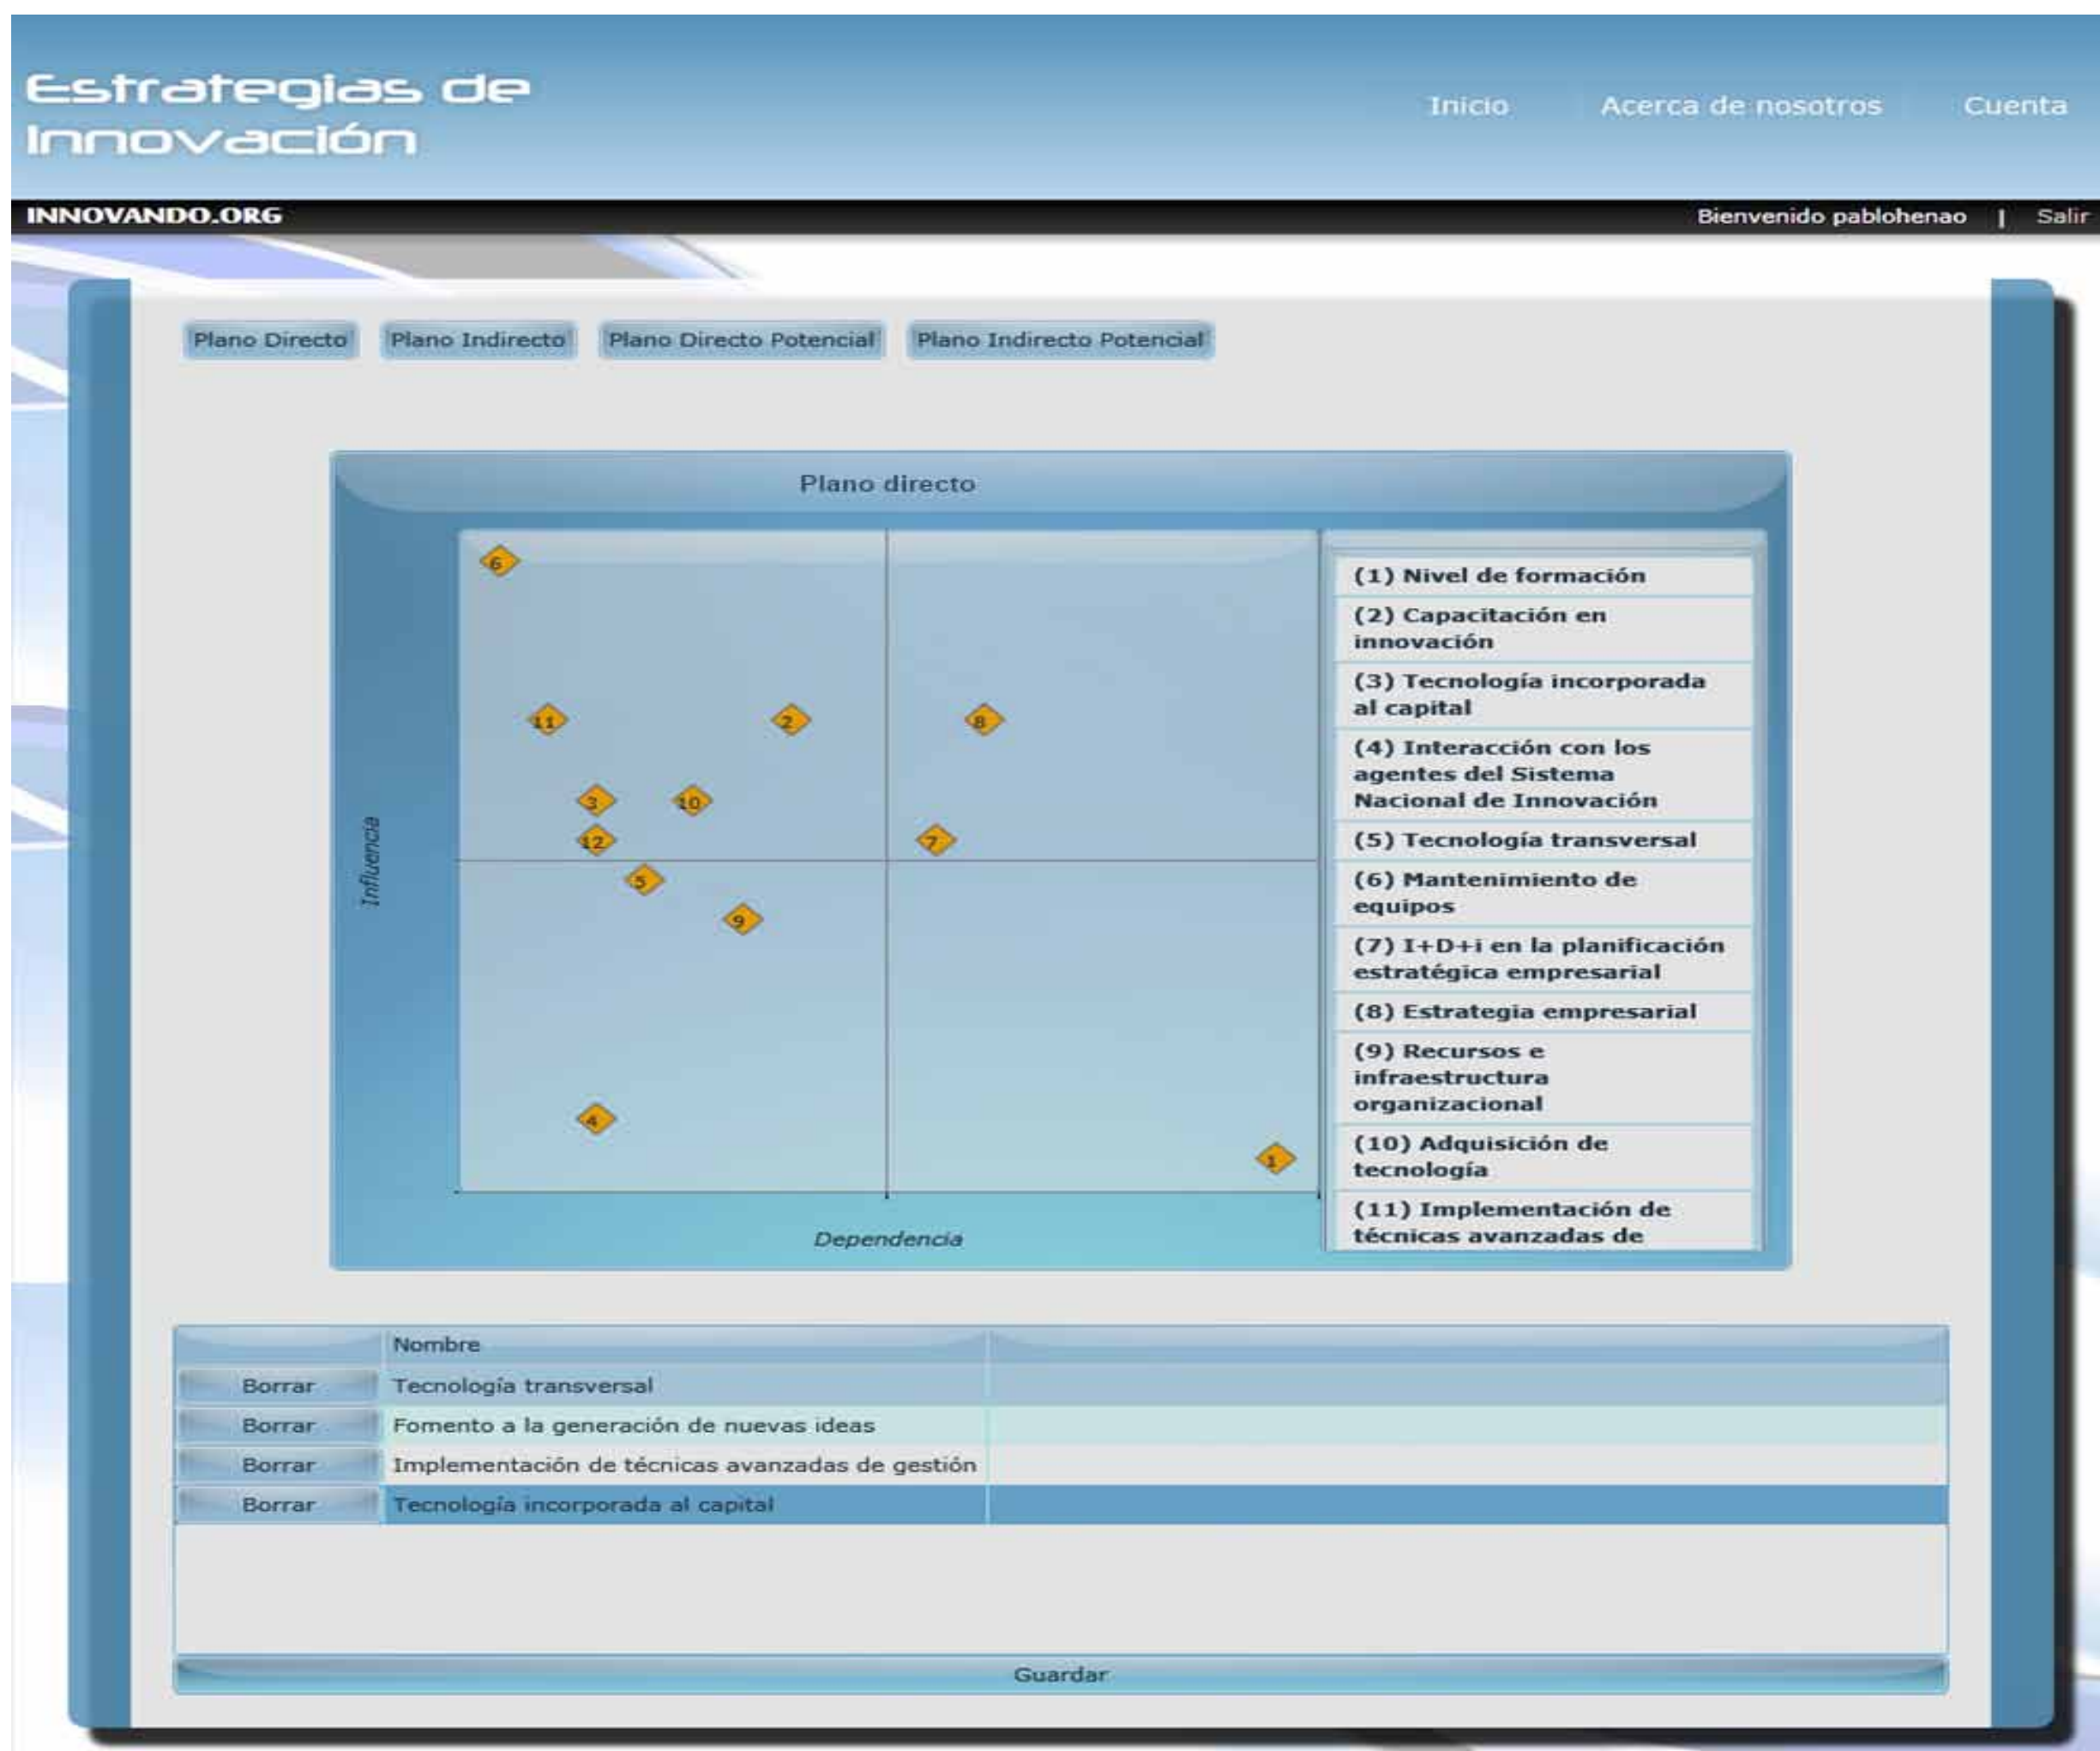 Estrategias de
Innovación
Inicio Acerca de nosotros Cuenta
INNOVANDO.ORG
Bienvenido pablohenao | Salir
Plano Directo Plano Indirecto Plano Directo Potencial Plano Indirecto Potencial
Plano directo
6
11
2
8
3
10
12
7
5
9
4
1
Influencia
Dependencia
(1) Nivel de formación
(2) Capacitación en
innovación
(3) Tecnología incorporada
al capital
(4) Interacción con los
agentes del Sistema
Nacional de Innovación
(5) Tecnología transversal
(6) Mantenimiento de
equipos
(7) I+D+i en la planificación
estratégica empresarial
(8) Estrategia empresarial
(9) Recursos e
infraestructura
organizacional
(10) Adquisición de
tecnología
(11) Implementación de
técnicas avanzadas de
Nombre
Borrar Tecnología transversal
Borrar Fomento a la generación de nuevas ideas
Borrar Implementación de técnicas avanzadas de gestión
Borrar Tecnología incorporada al capital
Guardar